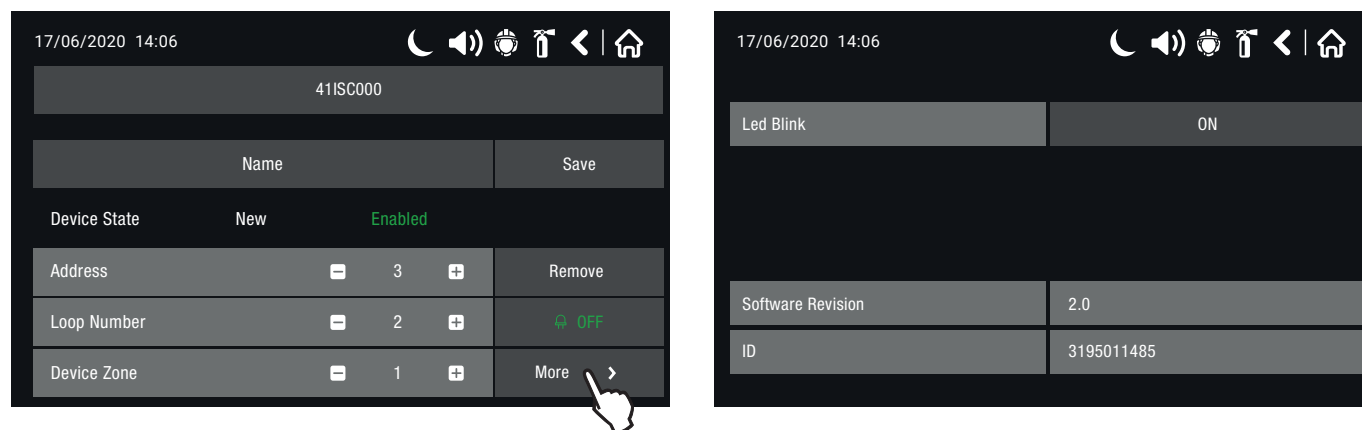 17/06/2020 14:06
41ISC000
Name Save
Device State New Enabled
Address 3 Remove
Loop Number 2 OFF
Device Zone 1 More
17/06/2020 14:06
Led Blink ON
Software Revision 2.0
ID 3195011485